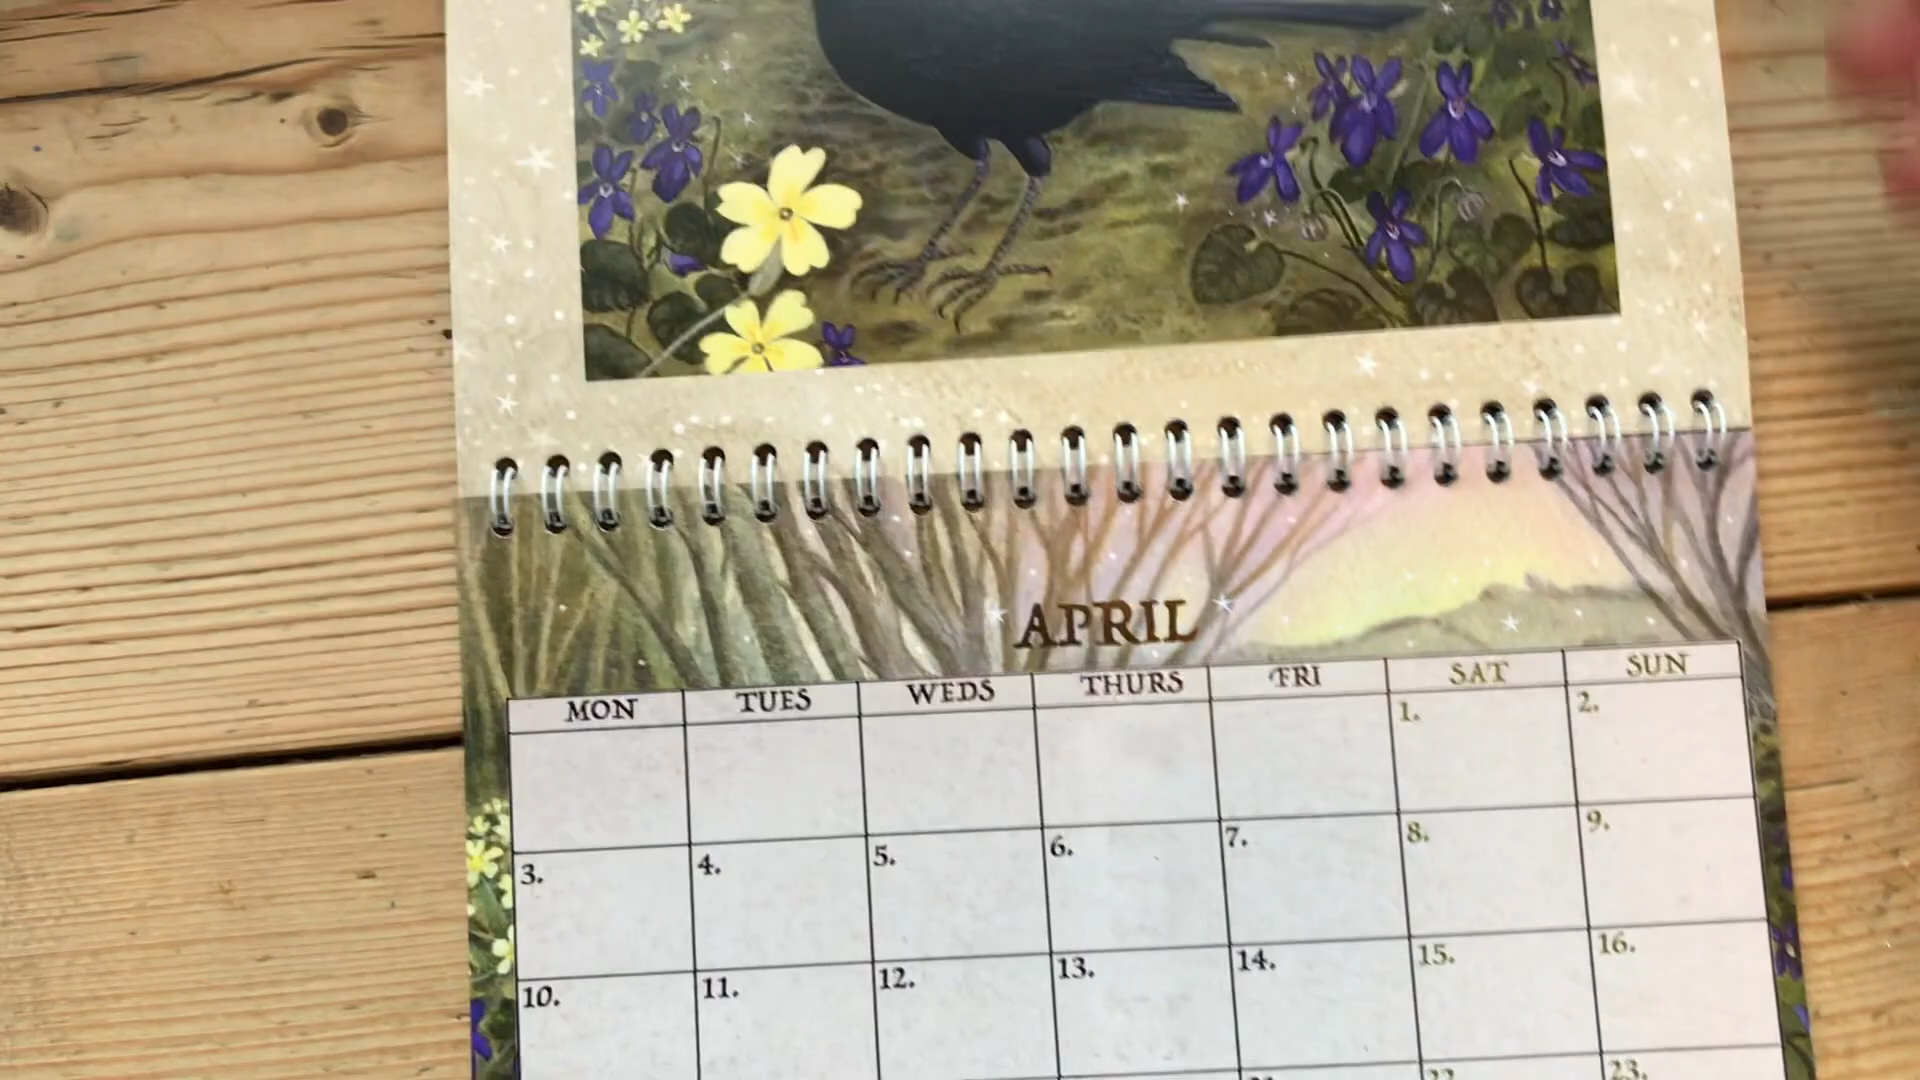 APRIL
MON TUES WEDS THURS FRI SAT SUN
1. 2.
3. 4. 5. 6. 7. 8. 9.
10. 11. 12. 13. 14. 15. 16.
22. 23.